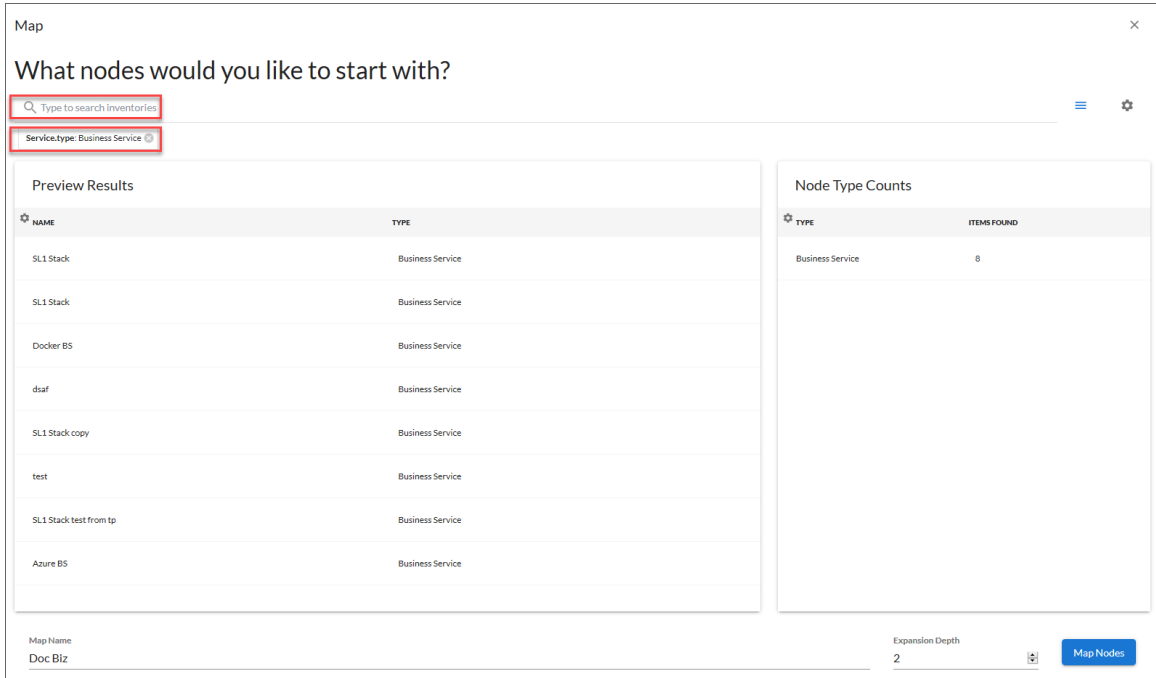 Map
What nodes would you like to start with?
Type to search inventories
Service.type: Business Service
Preview Results
NAME TYPE
SL1 Stack Business Service
SL1 Stack Business Service
Docker BS Business Service
dsaf Business Service
SL1 Stack copy Business Service
test Business Service
SL1 Stack test from tp Business Service
Azure BS Business Service
Node Type Counts
TYPE ITEMS FOUND
Business Service 8
Map Name
Doc Biz
Expansion Depth
2
Map Nodes